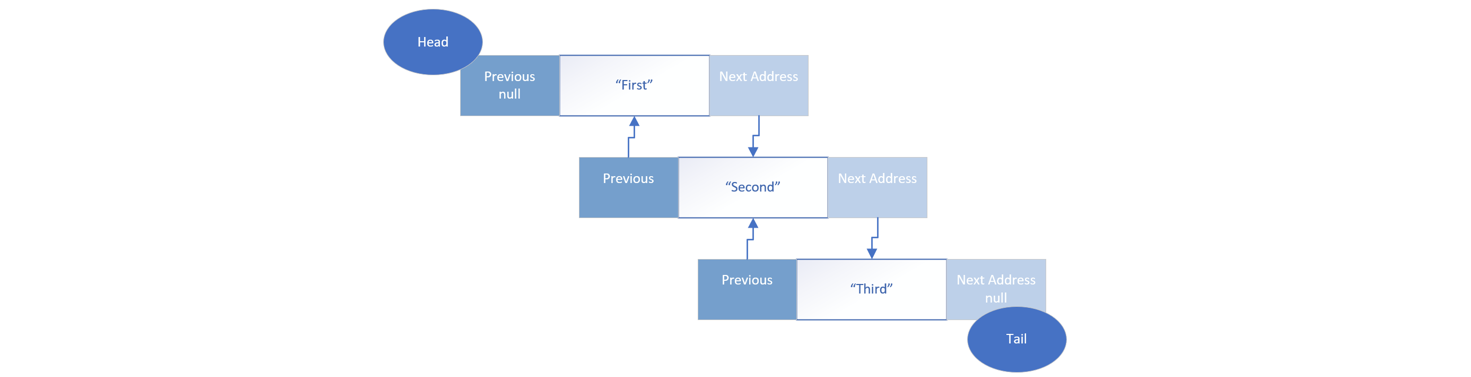 Head
Previous
null
“First”
Next Address
Previous
“Second”
Next Address
Previous
“Third”
Next Address
null
Tail